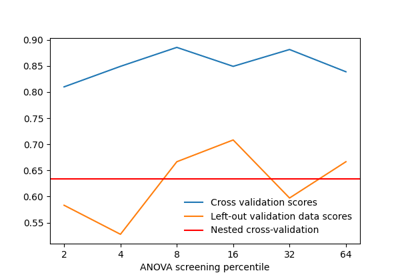 0.90
0.85
0.80
0.75
0.70
0.65
0.60
0.55
Cross validation scores
Left-out validation data scores
Nested cross-validation
2 4 8 16 32 64
ANOVA screening percentile